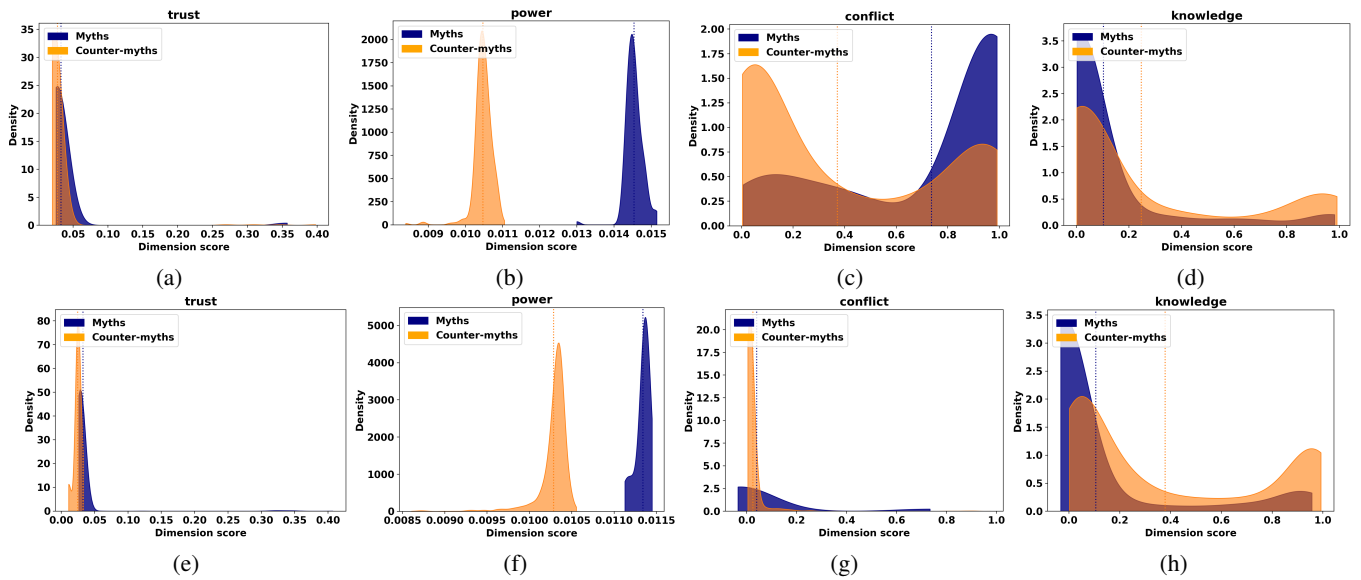 trust
35
30
25
20
15
10
5
0
Density
Myths
Counter-myths
0.05 0.10 0.15 0.20 0.25 0.30 0.35 0.40
Dimension score
(a)
power
2000
1750
1500
1250
1000
750
500
250
0
Density
Myths
Counter-myths
0.009 0.010 0.011 0.012 0.013 0.014 0.015
Dimension score
(b)
conflict
2.00
1.75
1.50
1.25
1.00
0.75
0.50
0.25
0.00
Density
Myths
Counter-myths
0.0 0.2 0.4 0.6 0.8 1.0
Dimension score
(c)
knowledge
3.5
3.0
2.5
2.0
1.5
1.0
0.5
0.0
Density
Myths
Counter-myths
0.0 0.2 0.4 0.6 0.8 1.0
Dimension score
(d)
trust
80
70
60
50
40
30
20
10
0
Density
Myths
Counter-myths
0.00 0.05 0.10 0.15 0.20 0.25 0.30 0.35 0.40
Dimension score
(e)
power
5000
4000
3000
2000
1000
0
Density
Myths
Counter-myths
0.0085 0.0090 0.0095 0.0100 0.0105 0.0110 0.0115
Dimension score
(f)
conflict
20.0
17.5
15.0
12.5
10.0
7.5
5.0
2.5
0.0
Density
Myths
Counter-myths
0.0 0.2 0.4 0.6 0.8 1.0
Dimension score
(g)
knowledge
3.5
3.0
2.5
2.0
1.5
1.0
0.5
0.0
Density
Myths
Counter-myths
0.0 0.2 0.4 0.6 0.8 1.0
Dimension score
(h)